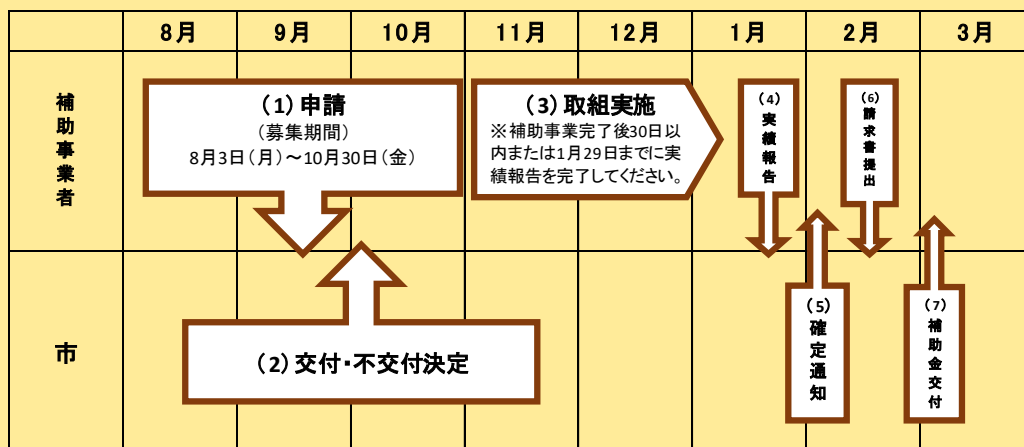 8月 9月 10月 11月 12月 1月 2月 3月
補助事業者
(1)申請
(募集期間)
8月3日(月)～10月30日(金)
(3)取組実施
※補助事業完了後30日以
内または1月29日までに実
績報告を完了してください。
(4)実績報告
(6)請求書提出
市
(2)交付・不交付決定
(5)確定通知
(7)補助金交付